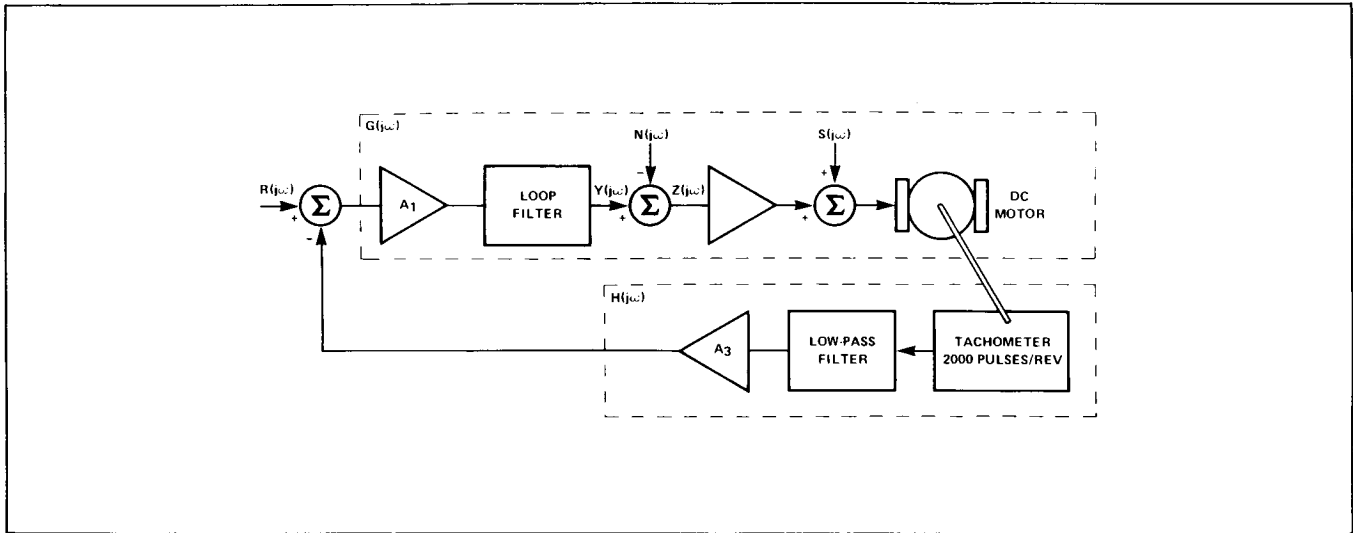 G(jω)
N(jω)
S(jω)
R(jω)
+
-
Σ
A1
LOOP
FILTER
Y(jω)
+
-
Σ
Z(jω)
+
+
Σ
DC
MOTOR
H(jω)
A3
LOW-PASS
FILTER
TACHOMETER
2000 PULSES/REV